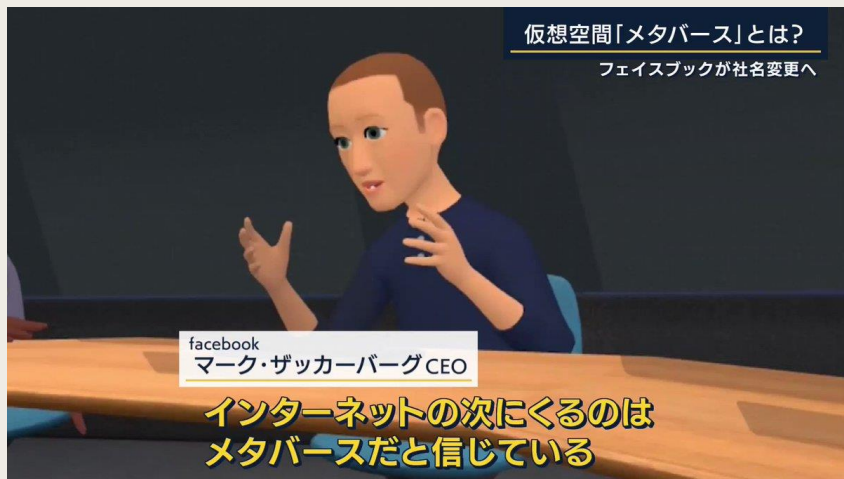 仮想空間「メタバース」とは?
フェイスブックが社名変更へ
facebook
マーク・ザッカーバーグCEO
インターネットの次にくるのは
メタバースだと信じている